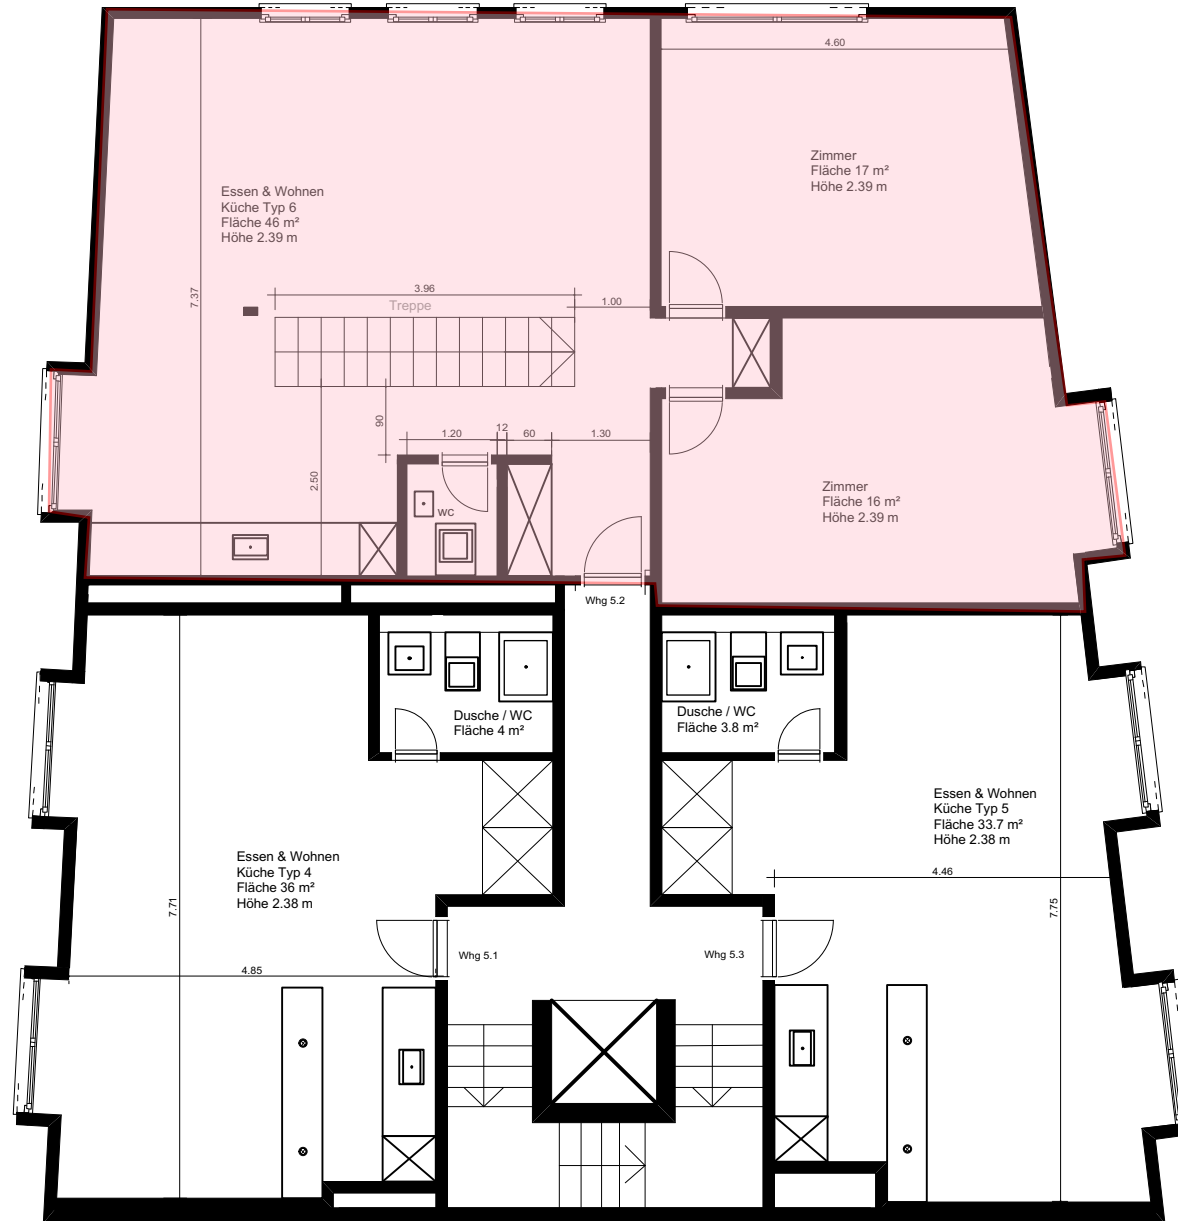 4.60
Zimmer
Fläche 17 m²
Höhe 2.39 m
Essen & Wohnen
Küche Typ 6
Fläche 46 m²
Höhe 2.39 m
7.37
3.96
Treppe
1.00
90
1.20
12
60
1.30
2.50
WC
Zimmer
Fläche 16 m²
Höhe 2.39 m
Whg 5.2
Dusche / WC
Fläche 4 m²
Dusche / WC
Fläche 3.8 m²
Essen & Wohnen
Küche Typ 5
Fläche 33.7 m²
Höhe 2.38 m
Essen & Wohnen
Küche Typ 4
Fläche 36 m²
Höhe 2.38 m
4.46
7.71
7.75
Whg 5.1
Whg 5.3
4.85